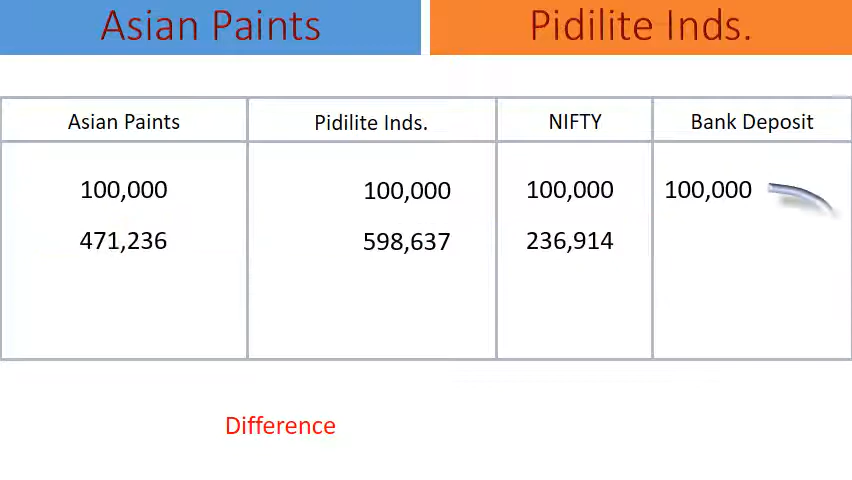 Asian Paints Pidilite Inds.
Asian Paints Pidilite Inds. NIFTY Bank Deposit
100,000 100,000 100,000 100,000
471,236 598,637 236,914
Difference